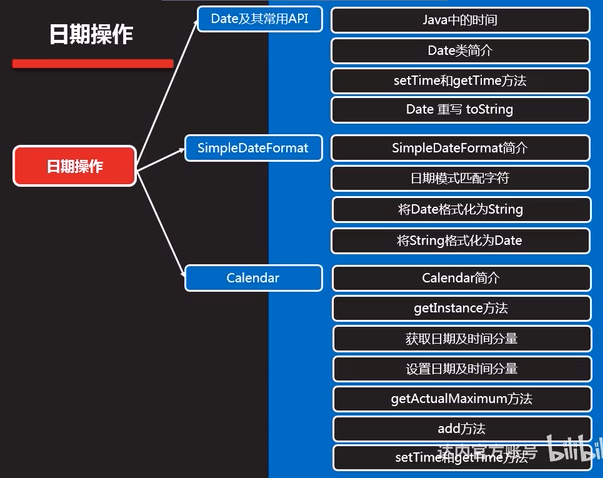 日期操作
日期操作
Date及其常用API
Java中的时间
Date类简介
setTime和getTime方法
Date 重写 toString
SimpleDateFormat
SimpleDateFormat简介
日期模式匹配字符
将Date格式化为String
将String格式化为Date
Calendar
Calendar简介
getInstance方法
获取日期及时间分量
设置日期及时间分量
getActualMaximum方法
add方法
setTime和getTime方法
达内官方账号 bilibili